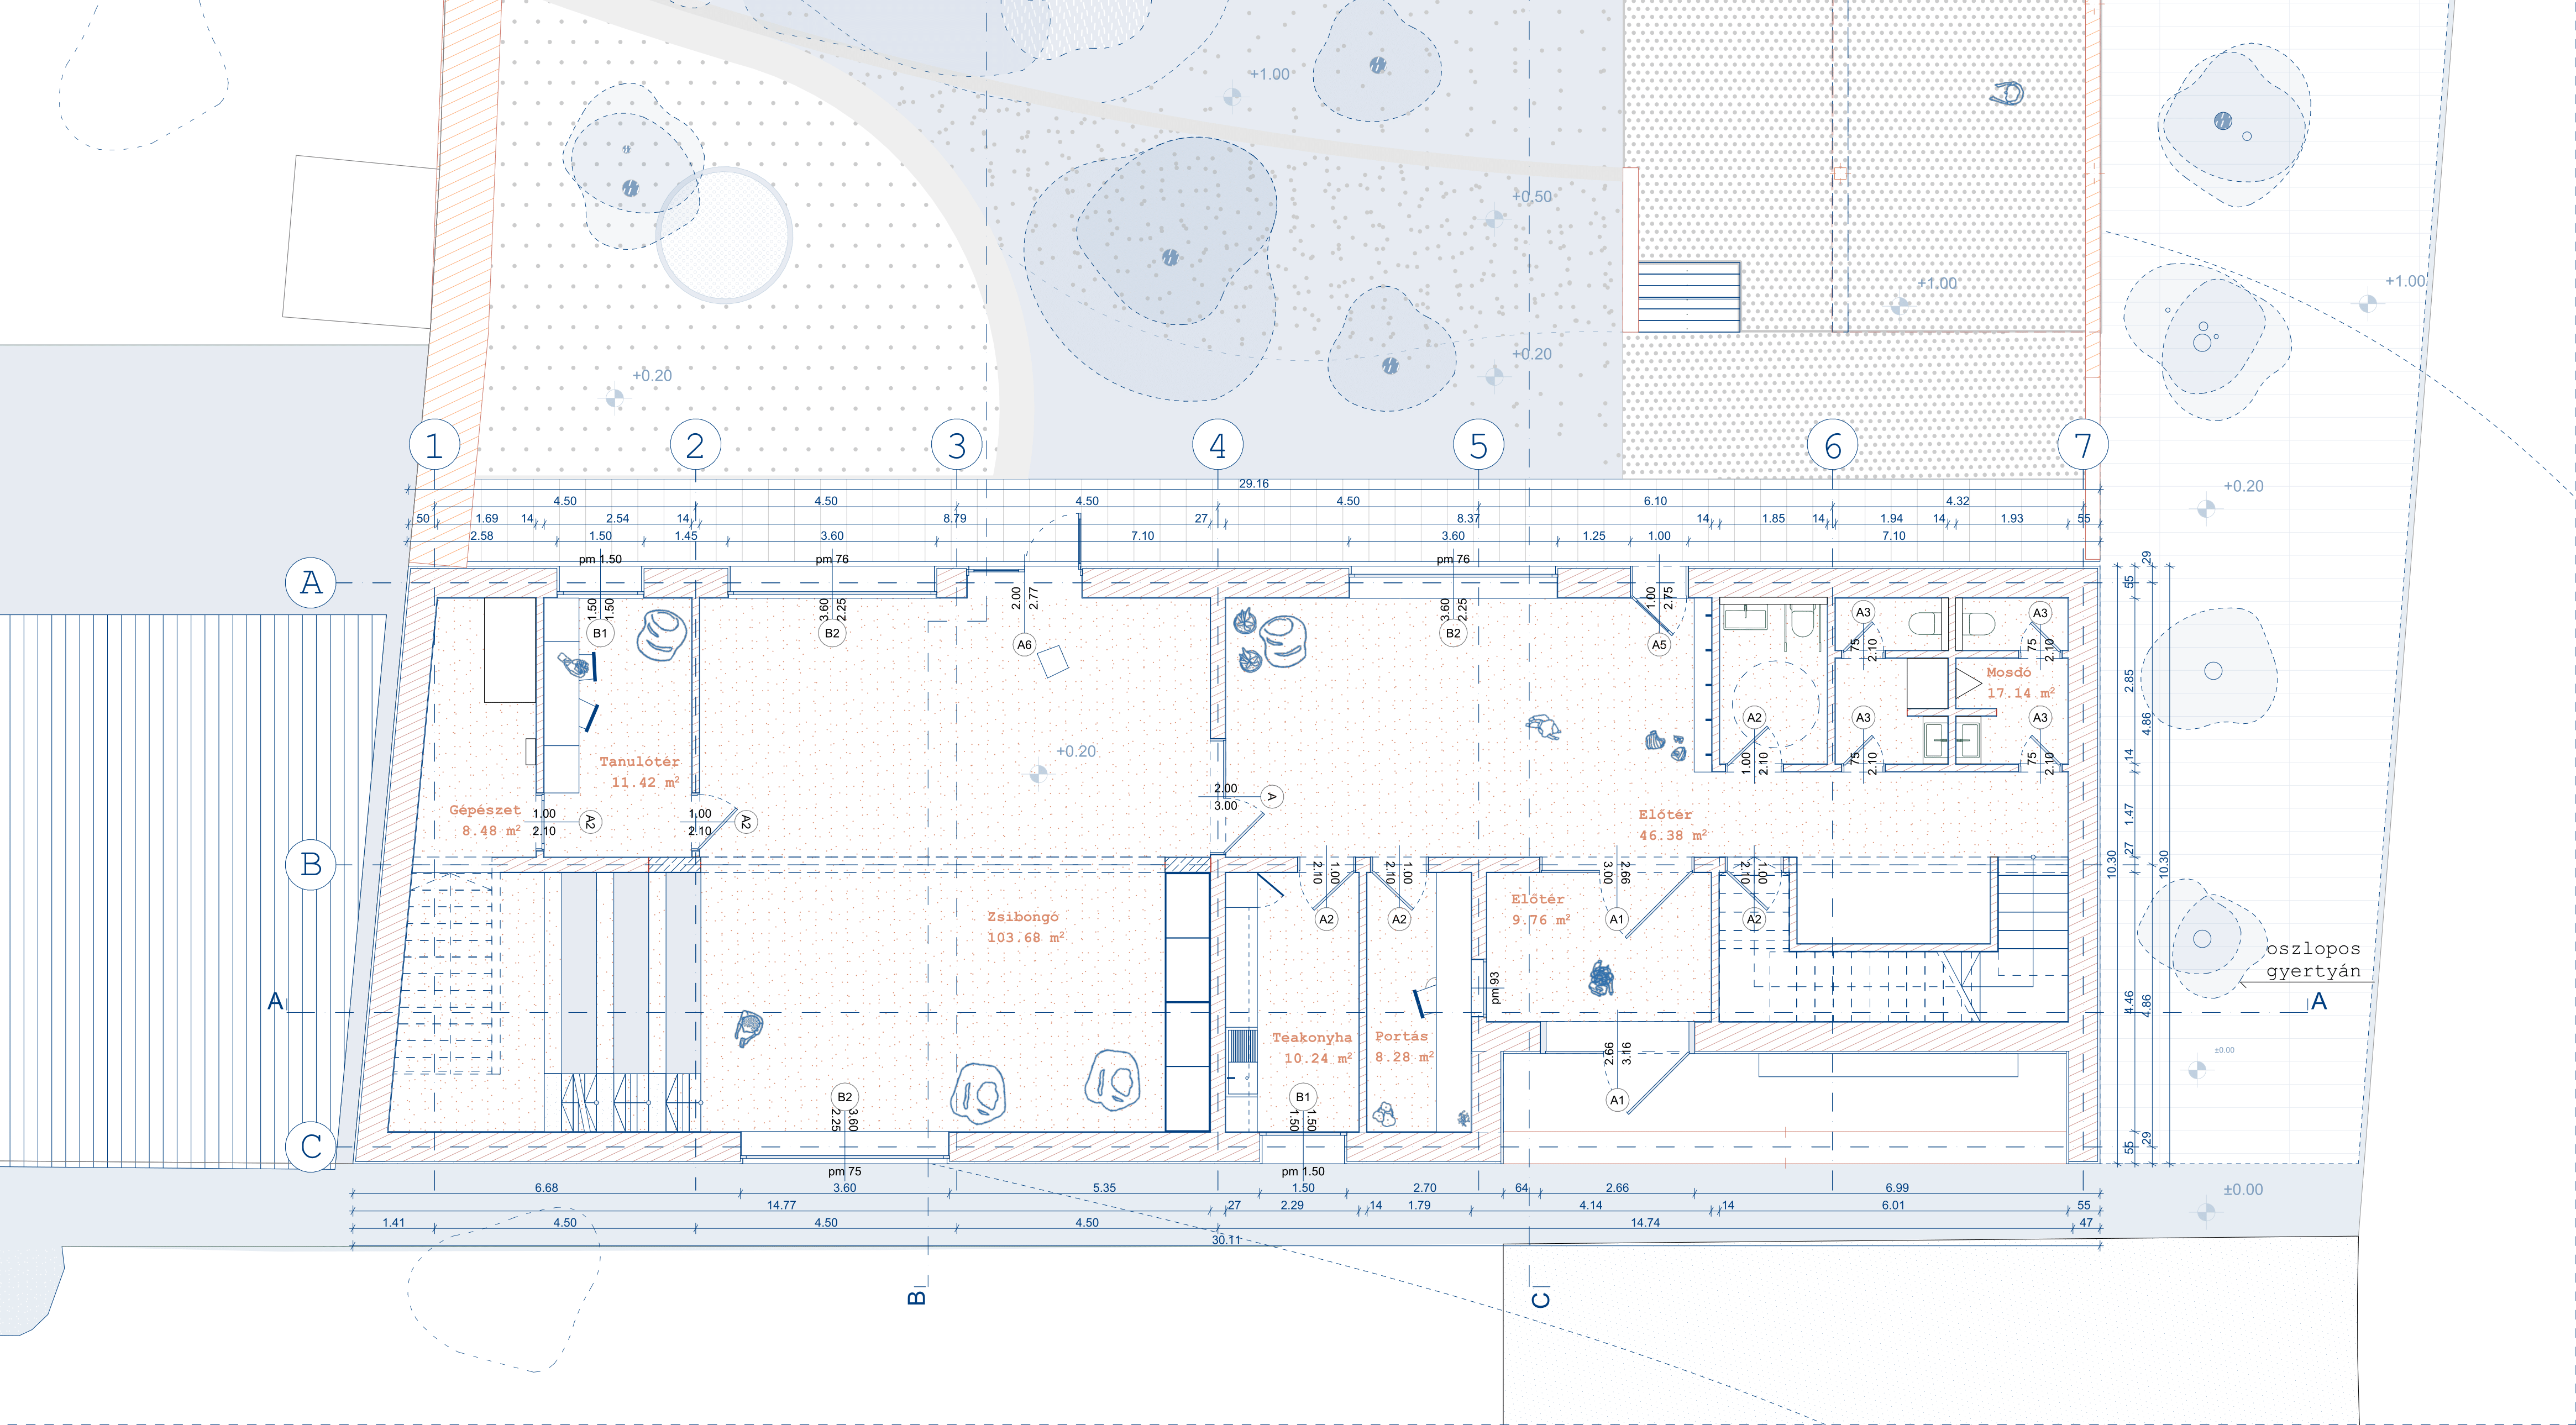 +1.00
+0.50
+1.00
+1.00
+0.20
+0.20
1
2
3
4
5
6
7
+0.20
29.16
4.50
4.50
4.50
4.50
6.10
4.32
50
1.69
14
2.54
14
8.79
27
8.37
14
1.85
14
1.94
14
1.93
55
2.58
1.50
1.45
3.60
7.10
3.60
1.25
1.00
7.10
pm 1.50
pm 76
pm 76
A
1.50
1.50
B1
3.60
2.25
B2
2.00
2.77
A6
3.60
2.25
B2
1.00
2.75
A5
A3
75
2.10
A3
75
2.10
Mosdó
17.14 m²
A2
1.00
2.10
A3
75
2.10
A3
75
2.10
29
55
2.85
4.86
14
1.47
27
10.30
10.30
4.46
4.86
29
55
+0.20
Tanulótér
11.42 m²
Gépészet
8.48 m²
1.00
2.10
A2
1.00
2.10
A2
2.00
3.00
A
Előtér
46.38 m²
B
2.10
1.00
A2
2.10
1.00
A2
3.00
2.66
A1
2.10
1.00
A2
Zsibongó
103.68 m²
Előtér
9.76 m²
oszlopos
gyertyán
pm 93
A
A
Teakonyha
10.24 m²
Portás
8.28 m²
2.66
3.16
A1
±0.00
B2
2.25
3.60
B1
1.50
1.50
C
pm 75
pm 1.50
±0.00
6.68
3.60
5.35
1.50
2.70
64
2.66
6.99
14.77
27
2.29
14
1.79
4.14
14
6.01
55
1.41
4.50
4.50
4.50
14.74
47
30.11
B
C